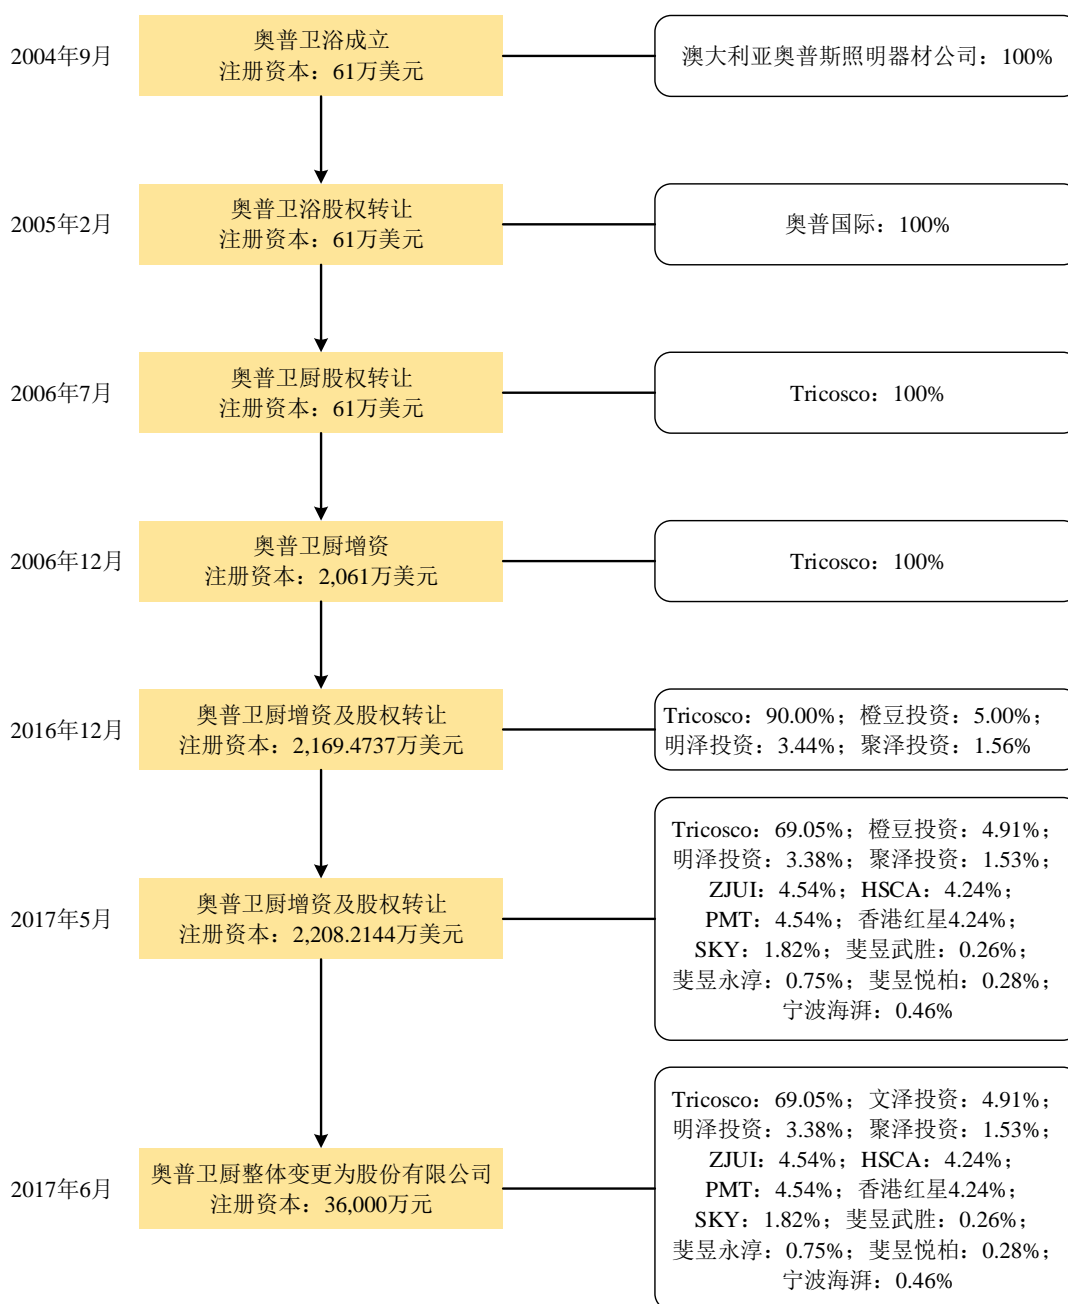 2004年9月
奥普卫浴成立
注册资本：61万美元
澳大利亚奥普斯照明器材公司：100%
2005年2月
奥普卫浴股权转让
注册资本：61万美元
奥普国际：100%
2006年7月
奥普卫厨股权转让
注册资本：61万美元
Tricosco：100%
2006年12月
奥普卫厨增资
注册资本：2,061万美元
Tricosco：100%
2016年12月
奥普卫厨增资及股权转让
注册资本：2,169.4737万美元
Tricosco：90.00%；橙豆投资：5.00%；
明泽投资：3.44%；聚泽投资：1.56%
2017年5月
奥普卫厨增资及股权转让
注册资本：2,208.2144万美元
Tricosco：69.05%；橙豆投资：4.91%；
明泽投资：3.38%；聚泽投资：1.53%；
ZJUI：4.54%；HSCA：4.24%；
PMT：4.54%；香港红星4.24%；
SKY：1.82%；斐昱武胜：0.26%；
斐昱永淳：0.75%；斐昱悦柏：0.28%；
宁波海湃：0.46%
2017年6月
奥普卫厨整体变更为股份有限公司
注册资本：36,000万元
Tricosco：69.05%；文泽投资：4.91%；
明泽投资：3.38%；聚泽投资：1.53%；
ZJUI：4.54%；HSCA：4.24%；
PMT：4.54%；香港红星4.24%；
SKY：1.82%；斐昱武胜：0.26%；
斐昱永淳：0.75%；斐昱悦柏：0.28%；
宁波海湃：0.46%